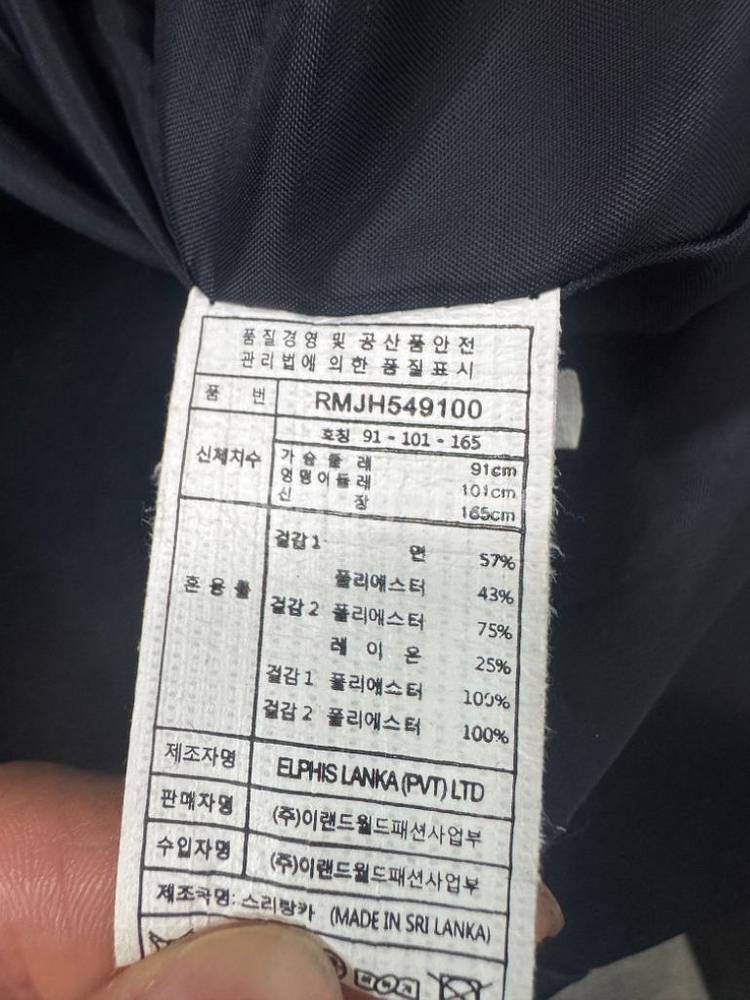 품질경영 및 공산품안전
관리법에 의한 품질표시
품 번 RMJH549100
신체치수 호칭 91 - 101 - 165
가슴둘레 91cm
엉덩이둘레 101cm
신 장 165cm
혼용률
겉감1 면 57%
폴리에스터 43%
겉감2 폴리에스터 75%
레이온 25%
걸감1 폴리에스터 100%
걸감2 폴리에스터 100%
제조자명 ELPHIS LANKA (PVT) LTD
판매자명 (주)이랜드월드패션사업부
수입자명 (주)이랜드월드패션사업부
제조국명: 스리랑카 (MADE IN SRI LANKA)